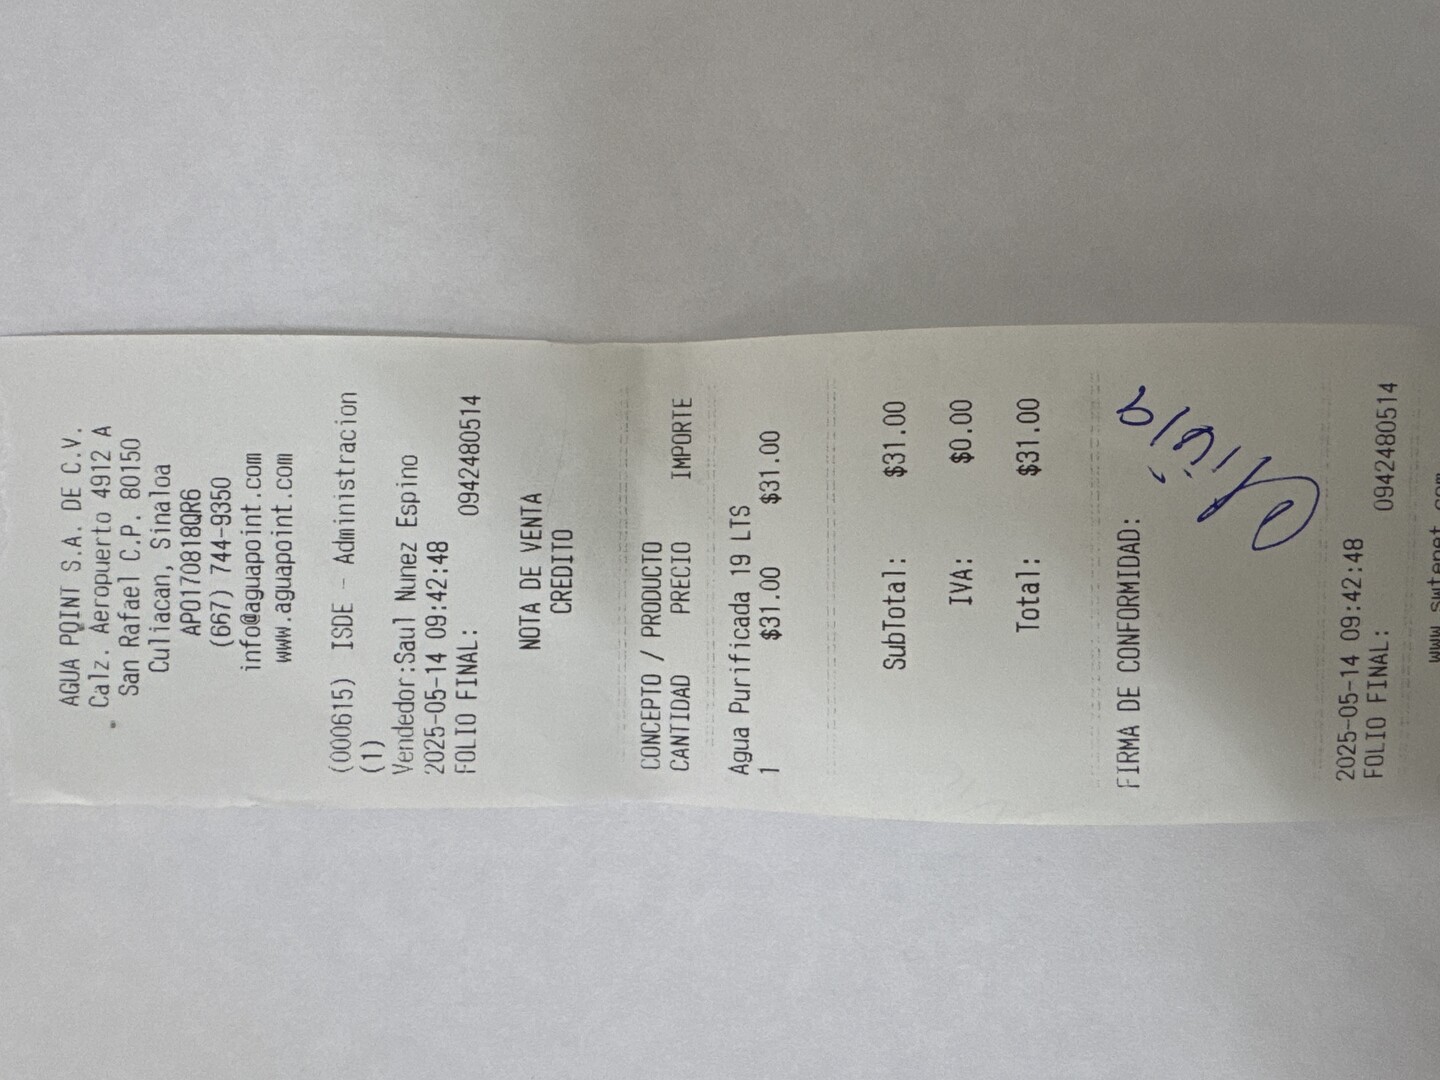 AGUA POINT S.A. DE C.V.
Calz. Aeropuerto 4912 A
San Rafael C.P. 80150
Culiacan, Sinaloa
APO170818QR6
(667) 744-9350
info@aguapoint.com
www.aguapoint.com
(000615) ISDE - Administracion
(1)
Vendedor:Saul Nunez Espino
2025-05-14 09:42:48
FOLIO FINAL: 0942480514
NOTA DE VENTA
CREDITO
CONCEPTO / PRODUCTO
CANTIDAD PRECIO IMPORTE
Agua Purificada 19 LTS
1 $31.00 $31.00
SubTotal: $31.00
IVA: $0.00
Total: $31.00
FIRMA DE CONFORMIDAD:
2025-05-14 09:42:48
FOLIO FINAL: 0942480514